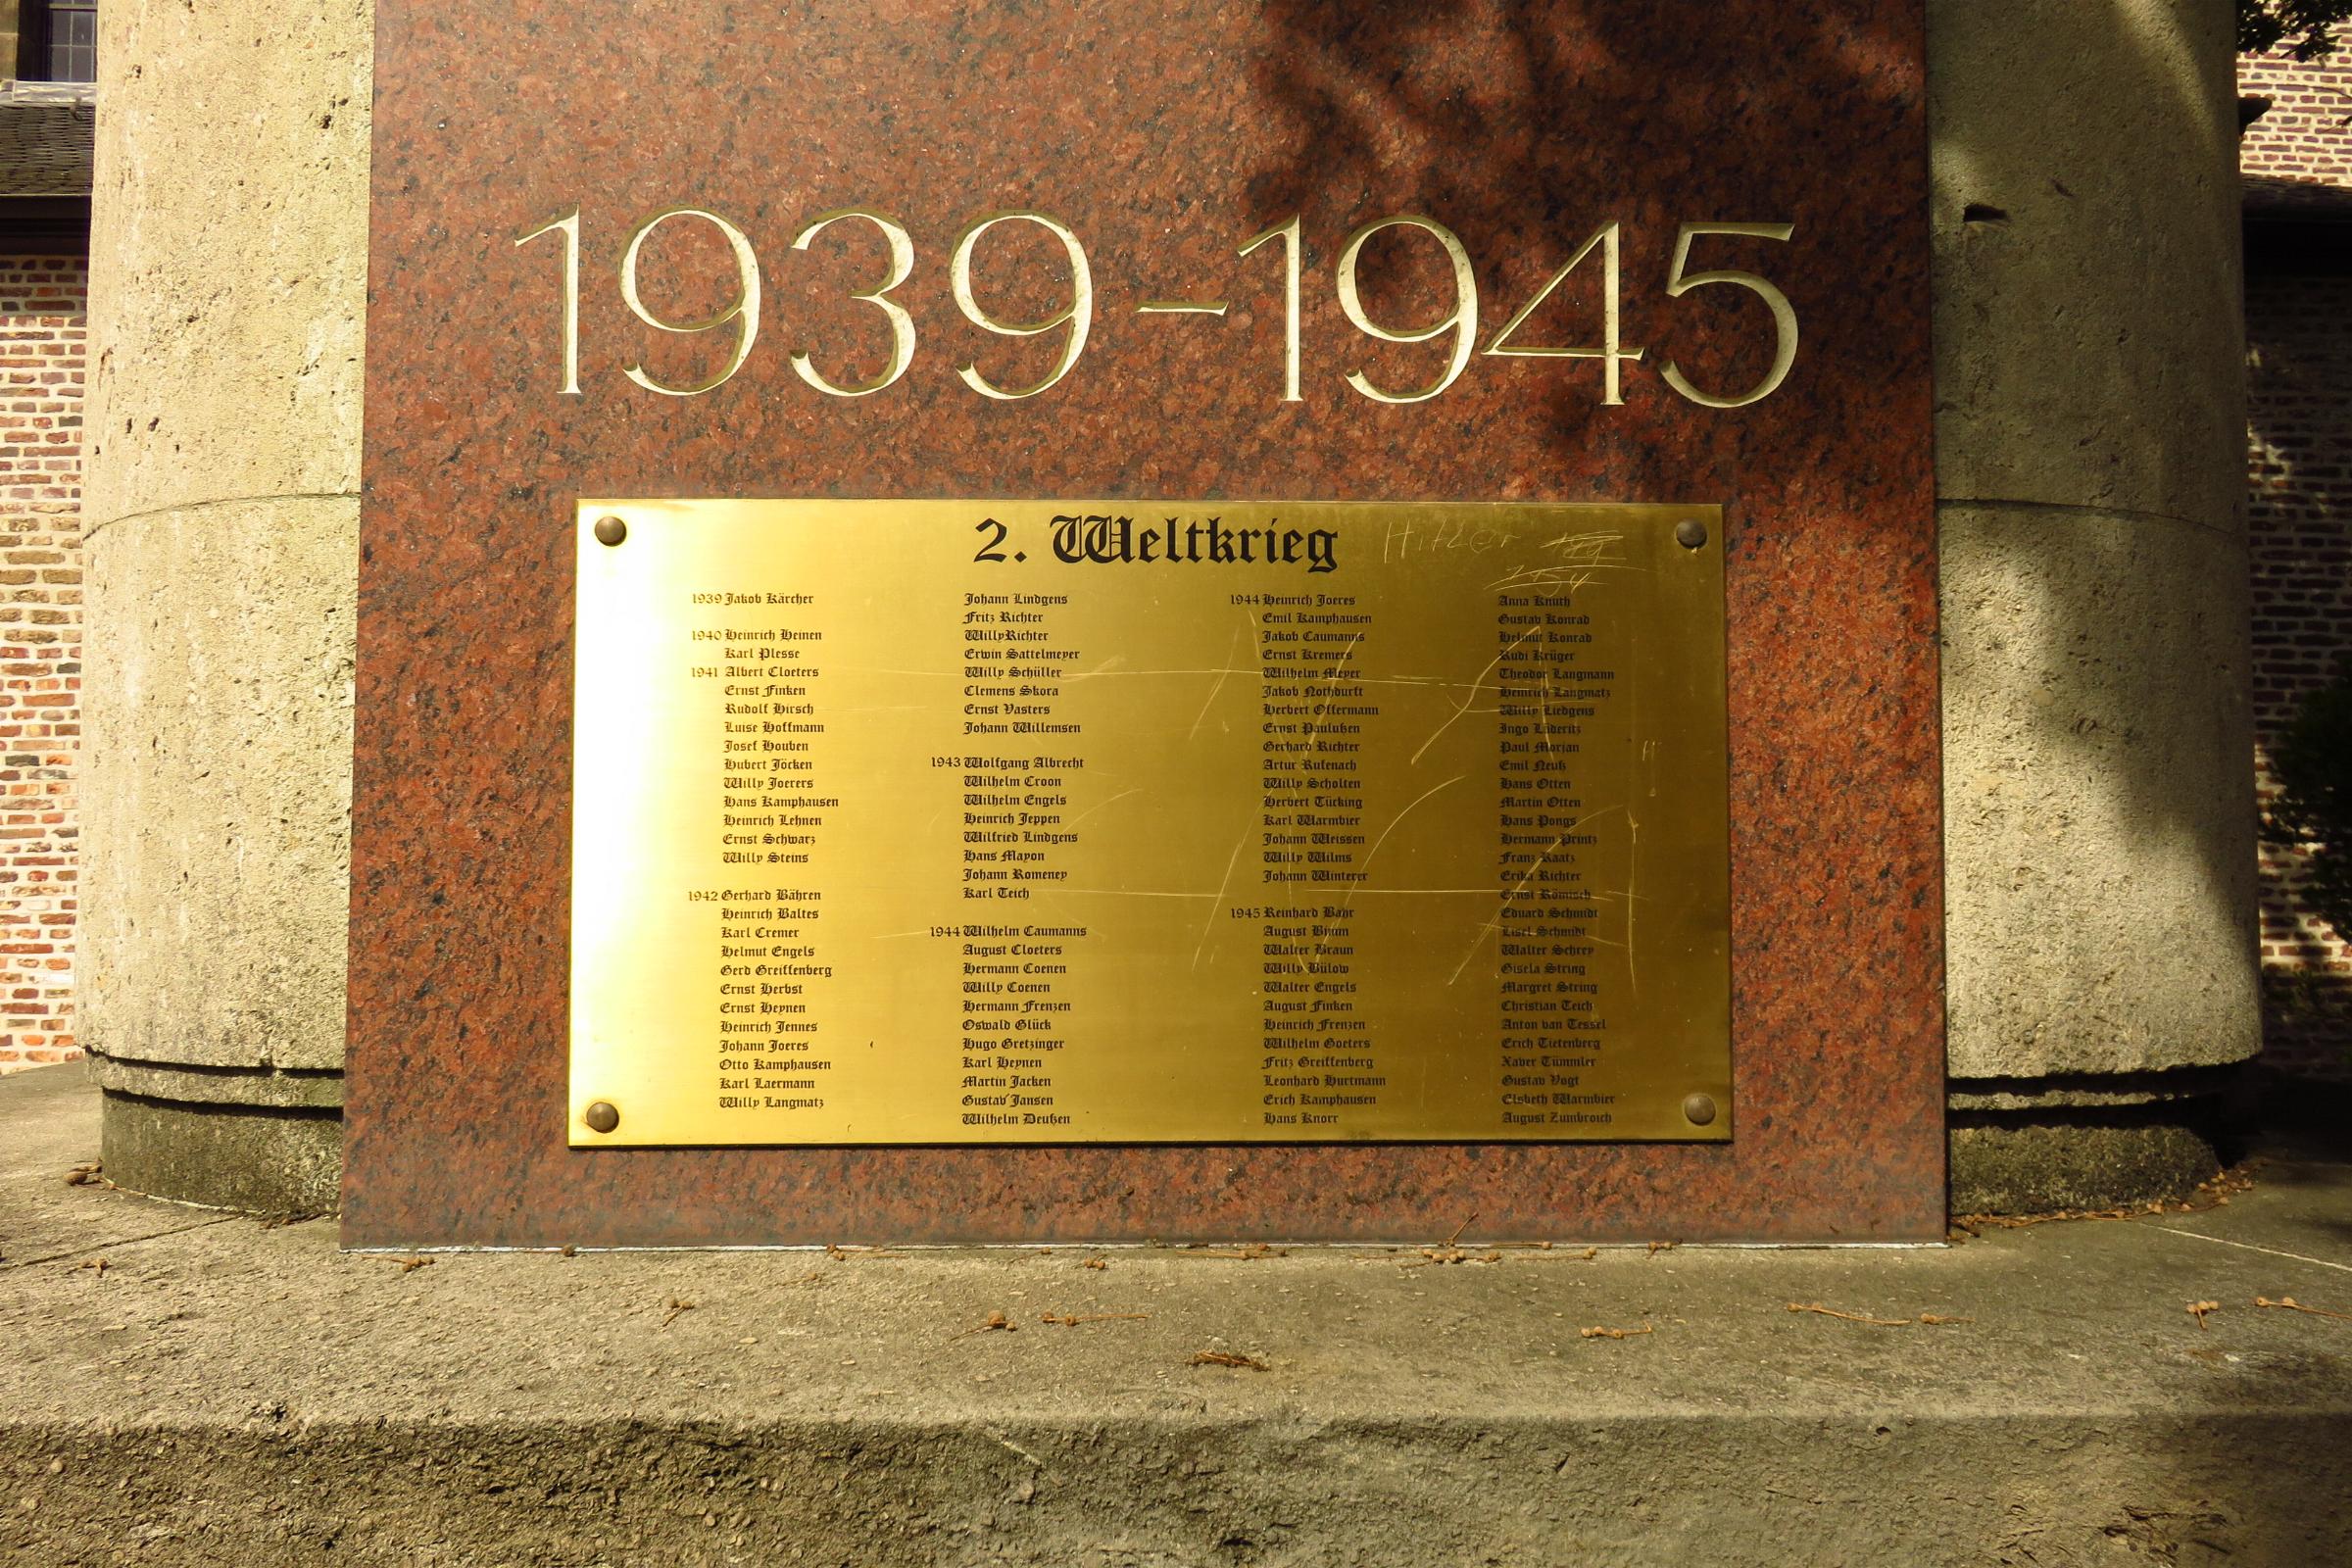 1939-1945
2. Weltkrieg
Hitler
1939 Jakob Kärcher
1940 Heinrich Heinen
Karl Plesse
1941 Albert Cloeters
Ernst Finken
Rudolf Hirsch
Luise Hoffmann
Josef Houben
Hubert Jöcken
Willy Joerers
Hans Kamphausen
Heinrich Lehnen
Ernst Schwarz
Willy Steins
1942 Gerhard Bähren
Heinrich Baltes
Karl Cremer
Helmut Engels
Gerd Greiffenberg
Ernst Herbst
Ernst Heynen
Heinrich Jennes
Johann Joeres
Otto Kamphausen
Karl Laermann
Willy Langmatz
Johann Lindgens
Fritz Richter
WillyRichter
Erwin Sattelmeyer
Willy Schüller
Clemens Skora
Ernst Vasters
Johann Willemsen
1943 Wolfgang Albrecht
Wilhelm Croon
Wilhelm Engels
Heinrich Jeppen
Wilfried Lindgens
Hans Mayon
Johann Romeney
Karl Teich
1944 Wilhelm Caumanns
August Cloeters
Hermann Coenen
Willy Coenen
Hermann Frenzen
Oswald Glück
Hugo Gretzinger
Karl Heynen
Martin Jacken
Gustav Jansen
Wilhelm Deußen
1944 Heinrich Joeres
Emil Kamphausen
Jakob Caumanns
Ernst Kremers
Wilhelm Meyer
Jakob Nothdurft
Herbert Offermann
Ernst Paulußen
Gerhard Richter
Artur Rufenach
Willy Scholten
Herbert Tücking
Karl Warmbier
Johann Weissen
Willy Wilms
Johann Winterer
1945 Reinhard Bahr
August
Walter Braun
Willy Bülow
Walter Engels
August Finken
Heinrich Frenzen
Wilhelm Goeters
Fritz Greiffenberg
Leonhard Hurtmann
Erich Kamphausen
Hans Knorr
Anna Knuth
Gustav Konrad
Helmut Konrad
Rudi Krüger
Theodor Langmann
Heinrich Langmatz
Willy Liedgens
Ingo Lüderitz
Paul Morjan
Emil Neuß
Hans Otten
Martin Otten
Hans Pongs
Hermann Printz
Franz Raatz
Erika Richter
Ernst Römisch
Eduard Schmidt
Lisel Schmidt
Walter Schrey
Gisela String
Margret String
Christian Teich
Anton van Tessel
Erich Tietenberg
Xaver Tümmler
Gustav Vogt
Elsbeth Warmbier
August Zumbroich